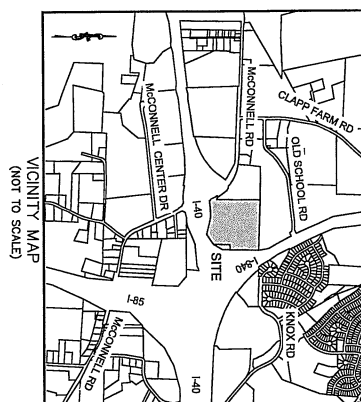 CLAPP FARM RD
OLD SCHOOL RD
McCONNELL RD
McCONNELL CENTER DR
I-40
SITE
I-840
KNOX RD
I-85
McCONNELL RD
I-40
VICINITY MAP
(NOT TO SCALE)